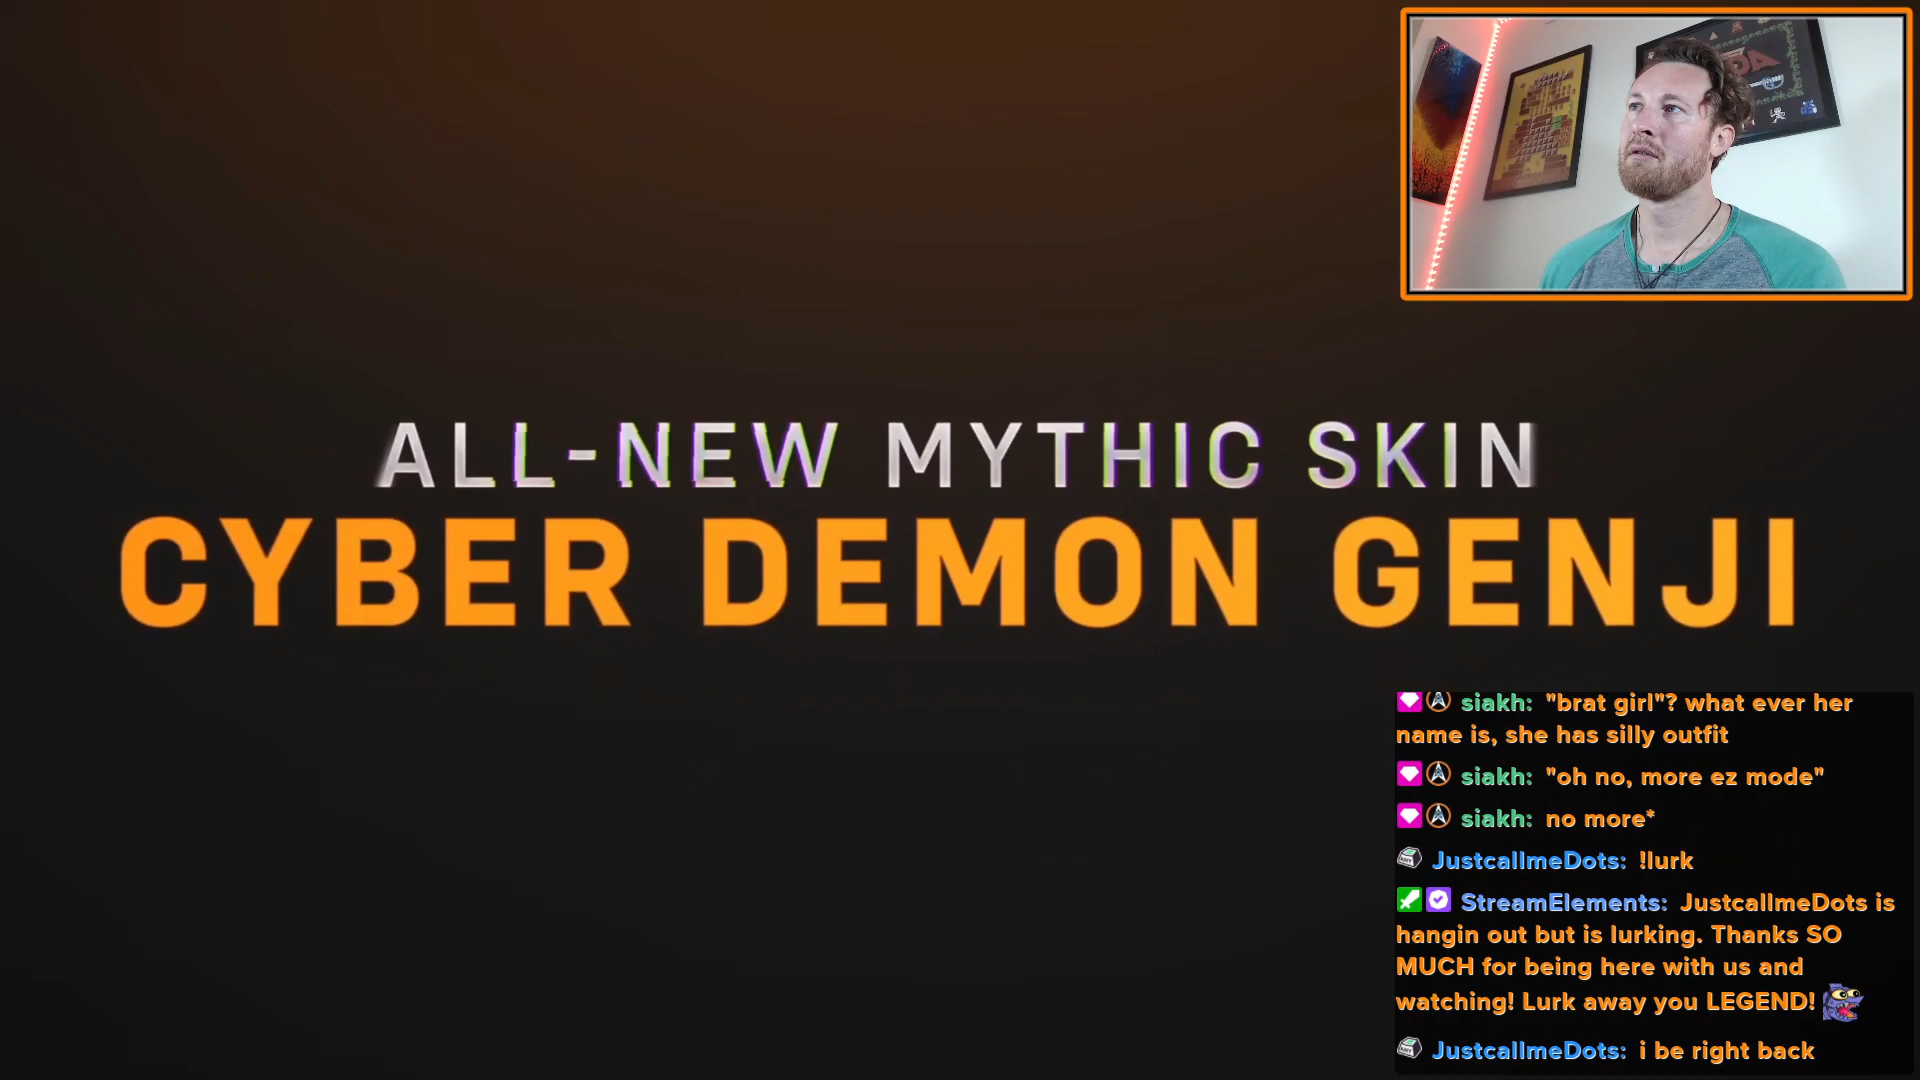 ALL-NEW MYTHIC SKIN
CYBER DEMON GENJI
siakh: "brat girl"? what ever her
name is, she has silly outfit
siakh: "oh no, more ez mode"
siakh: no more*
JustcallmeDots: !lurk
StreamElements: JustcallmeDots is
hangin out but is lurking. Thanks SO
MUCH for being here with us and
watching! Lurk away you LEGEND!
JustcallmeDots: i be right back